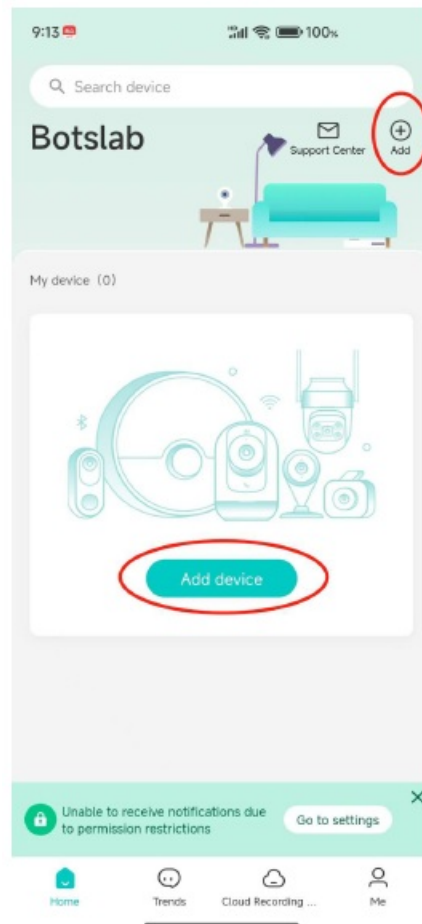 9:13
100%
Search device
Botslab
Support Center
Add
My device (0)
Add device
Unable to receive notifications due
to permission restrictions
Go to settings
Home
Trends
Cloud Recording ...
Me